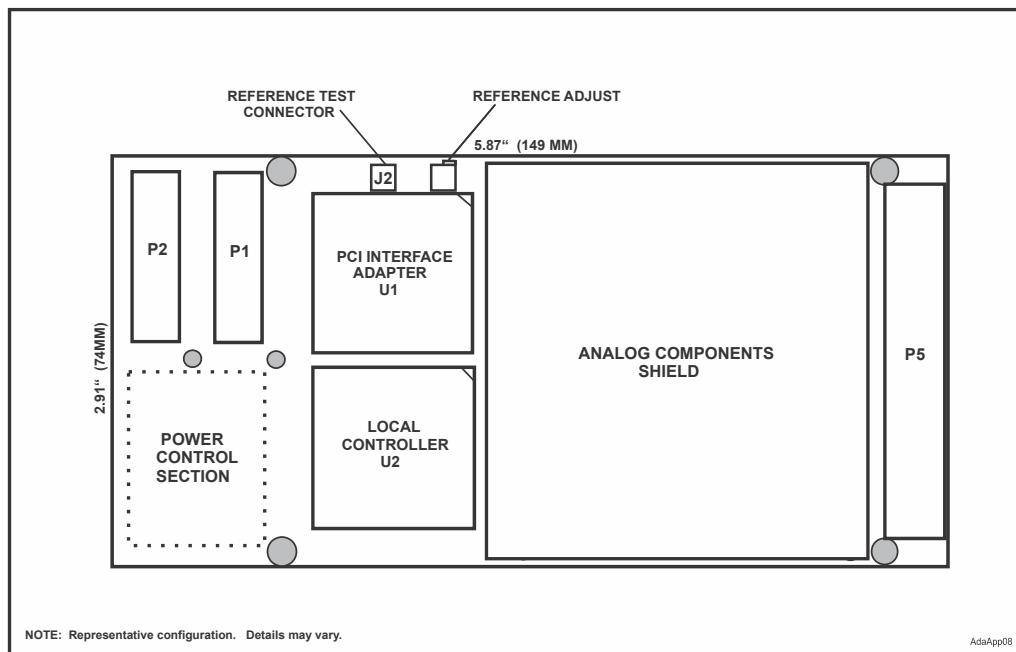 REFERENCE TEST
CONNECTOR
REFERENCE ADJUST
5.87“ (149 MM)
J2
P2
P1
PCI INTERFACE
ADAPTER
U1
ANALOG COMPONENTS
SHIELD
P5
2.91“ (74MM)
POWER
CONTROL
SECTION
LOCAL
CONTROLLER
U2
NOTE: Representative configuration. Details may vary.
AdaApp08